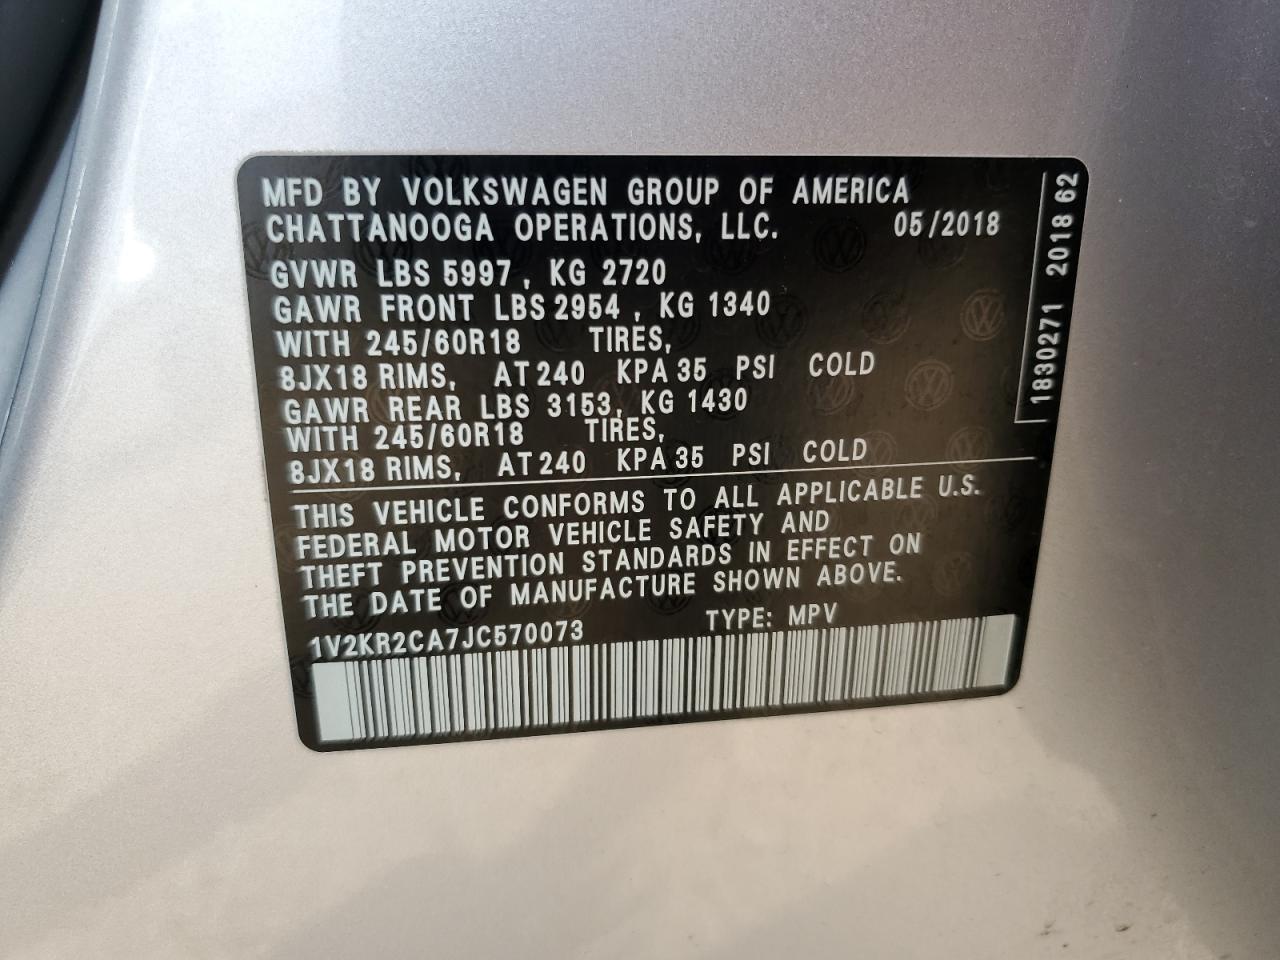 MFD BY VOLKSWAGEN GROUP OF AMERICA
CHATTANOOGA OPERATIONS, LLC. 05/2018
GVWR LBS 5997, KG 2720
GAWR FRONT LBS 2954, KG 1340
WITH 245/60R18 TIRES,
8JX18 RIMS, AT 240 KPA 35 PSI COLD
GAWR REAR LBS 3153, KG 1430
WITH 245/60R18 TIRES,
8JX18 RIMS, AT 240 KPA 35 PSI COLD
THIS VEHICLE CONFORMS TO ALL APPLICABLE U.S.
FEDERAL MOTOR VEHICLE SAFETY AND
THEFT PREVENTION STANDARDS IN EFFECT ON
THE DATE OF MANUFACTURE SHOWN ABOVE.
1V2KR2CA7JC570073 TYPE: MPV
1830271 2018 62